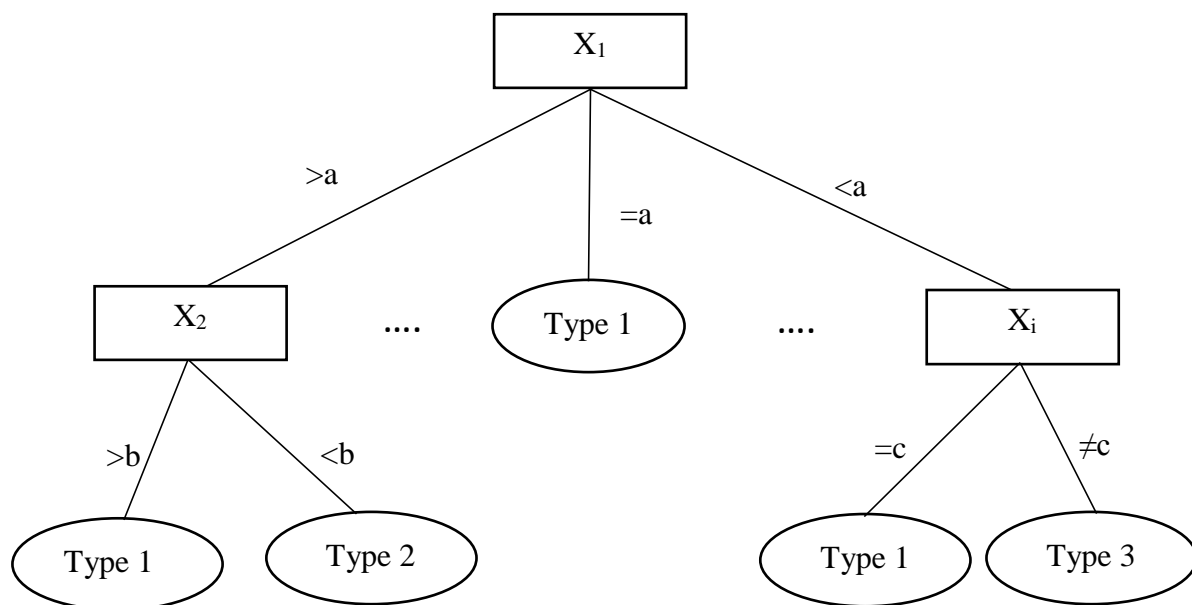 X₁
>a
<a
=a
X₂
....
Type 1
....
Xᵢ
>b
<b
=c
≠c
Type 1
Type 2
Type 1
Type 3